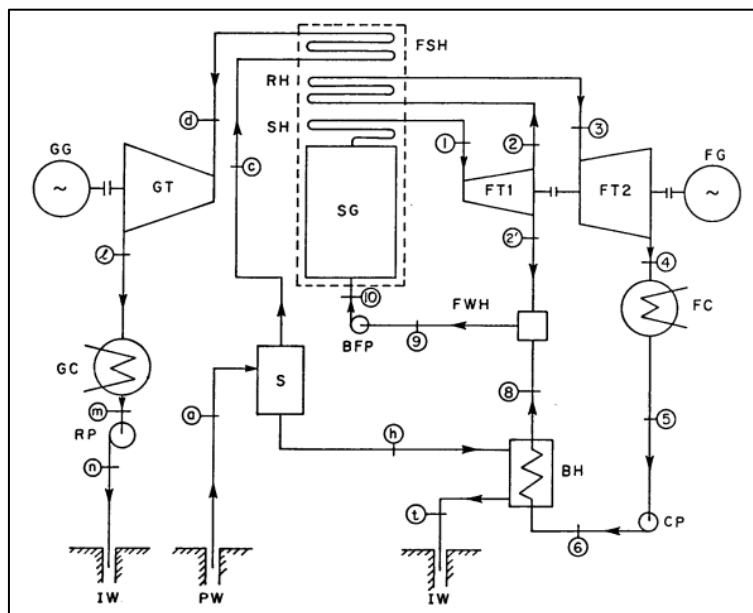 FSH
RH
SH
d
1
2
3
GG
~
GT
c
SG
FT1
FT2
FG
~
ℓ
2'
4
10
FWH
FC
BFP
9
GC
S
8
m
a
5
RP
h
n
BH
t
CP
6
IW
PW
IW